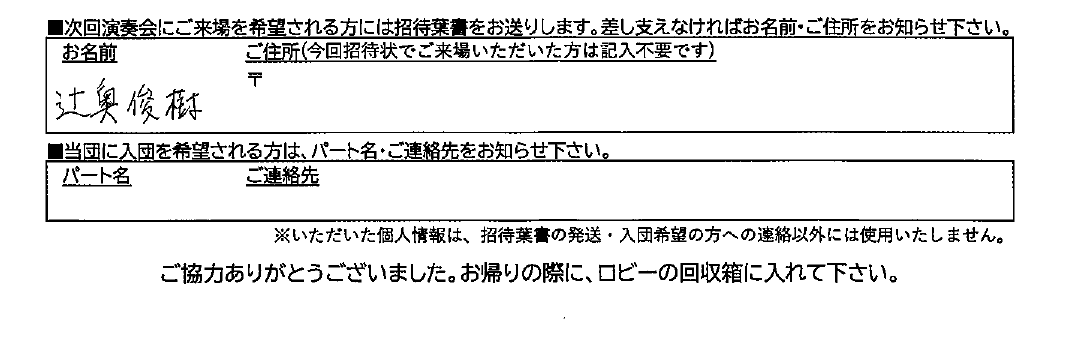 ■次回演奏会にご来場を希望される方には招待葉書をお送りします。差し支えなければお名前・ご住所をお知らせ下さい。
お名前 ご住所(今回招待状でご来場いただいた方は記入不要です)
〒
辻奥俊樹
■当団に入団を希望される方は、パート名・ご連絡先をお知らせ下さい。
パート名 ご連絡先
※いただいた個人情報は、招待葉書の発送・入団希望の方への連絡以外には使用いたしません。
ご協力ありがとうございました。お帰りの際に、ロビーの回収箱に入れて下さい。